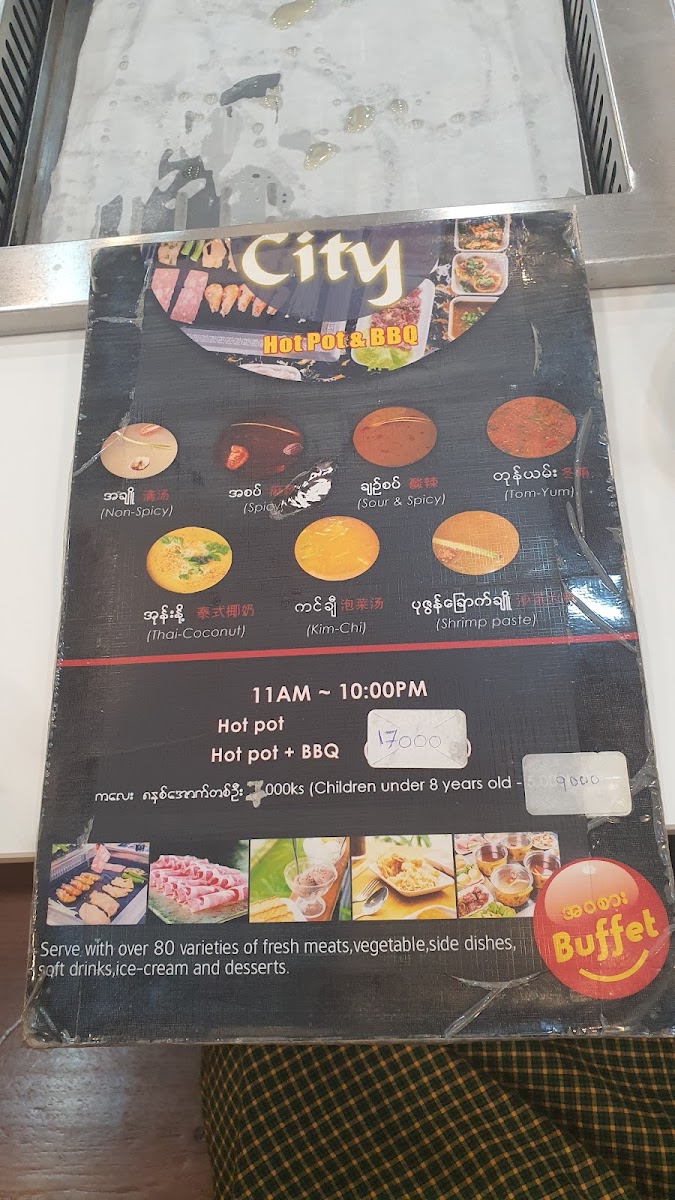 City
Hot Pot & BBQ
အချို 清汤
(Non-Spicy)
အစပ်
(Spicy)
ချဉ်စပ် 酸辣
(Sour & Spicy)
တုန်ယမ်း 冬
(Tom-Yum)
အုန်းနို့ 泰式椰奶
(Thai-Coconut)
ကင်ချီ 泡菜汤
(Kim-Chi)
ပုဇွန်ခြောက်ချို
(Shrimp paste)
11AM ~ 10:00PM
Hot pot
Hot pot + BBQ 17000
ကလေး ၈နှစ်အောက်တစ်ဦး 000ks (Children under 8 years old - 9000
အဝစား
Buffet
Serve with over 80 varieties of fresh meats,vegetable,side dishes,
soft drinks,ice-cream and desserts.